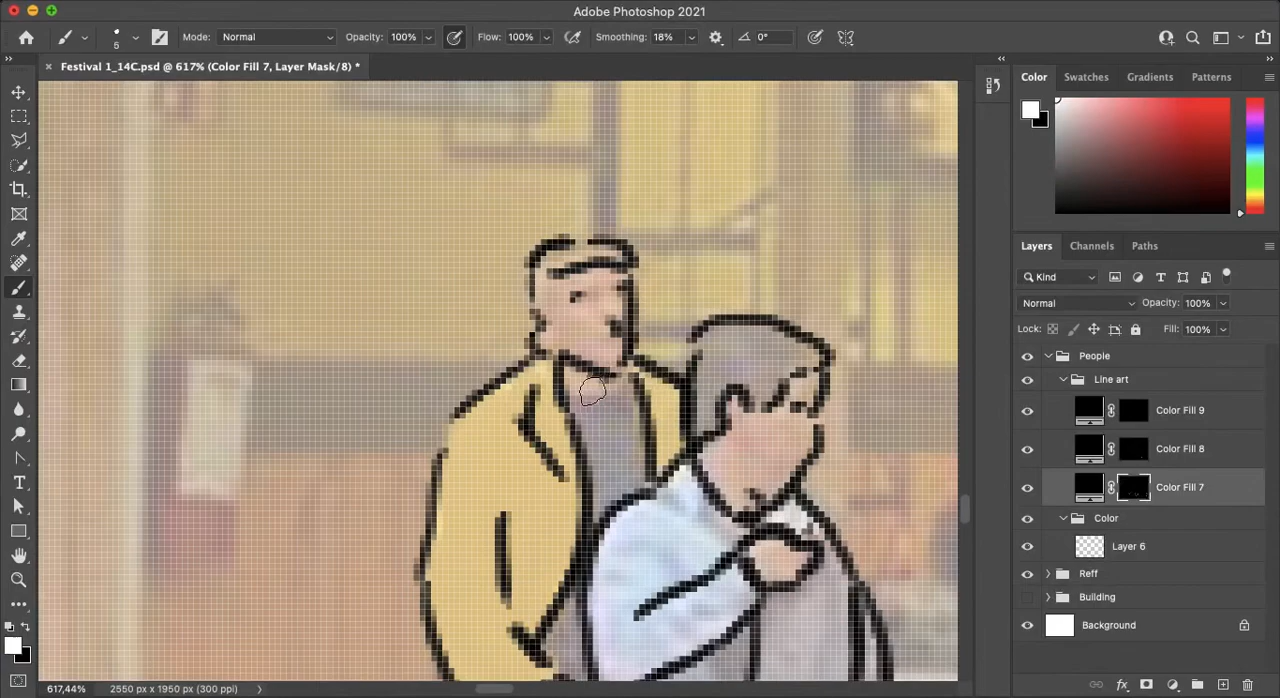 Adobe Photoshop 2021
5
Mode: Normal
Opacity: 100%
Flow: 100%
Smoothing: 18%
0°
Festival 1_14C.psd @ 617% (Color Fill 7, Layer Mask/8) *
Color
Swatches
Gradients
Patterns
Layers
Channels
Paths
Kind
Normal
Opacity: 100%
Lock:
Fill: 100%
People
Line art
Color Fill 9
Color Fill 8
Color Fill 7
Color
Layer 6
Reff
Building
Background
617,44%
2550 px x 1950 px (300 ppi)